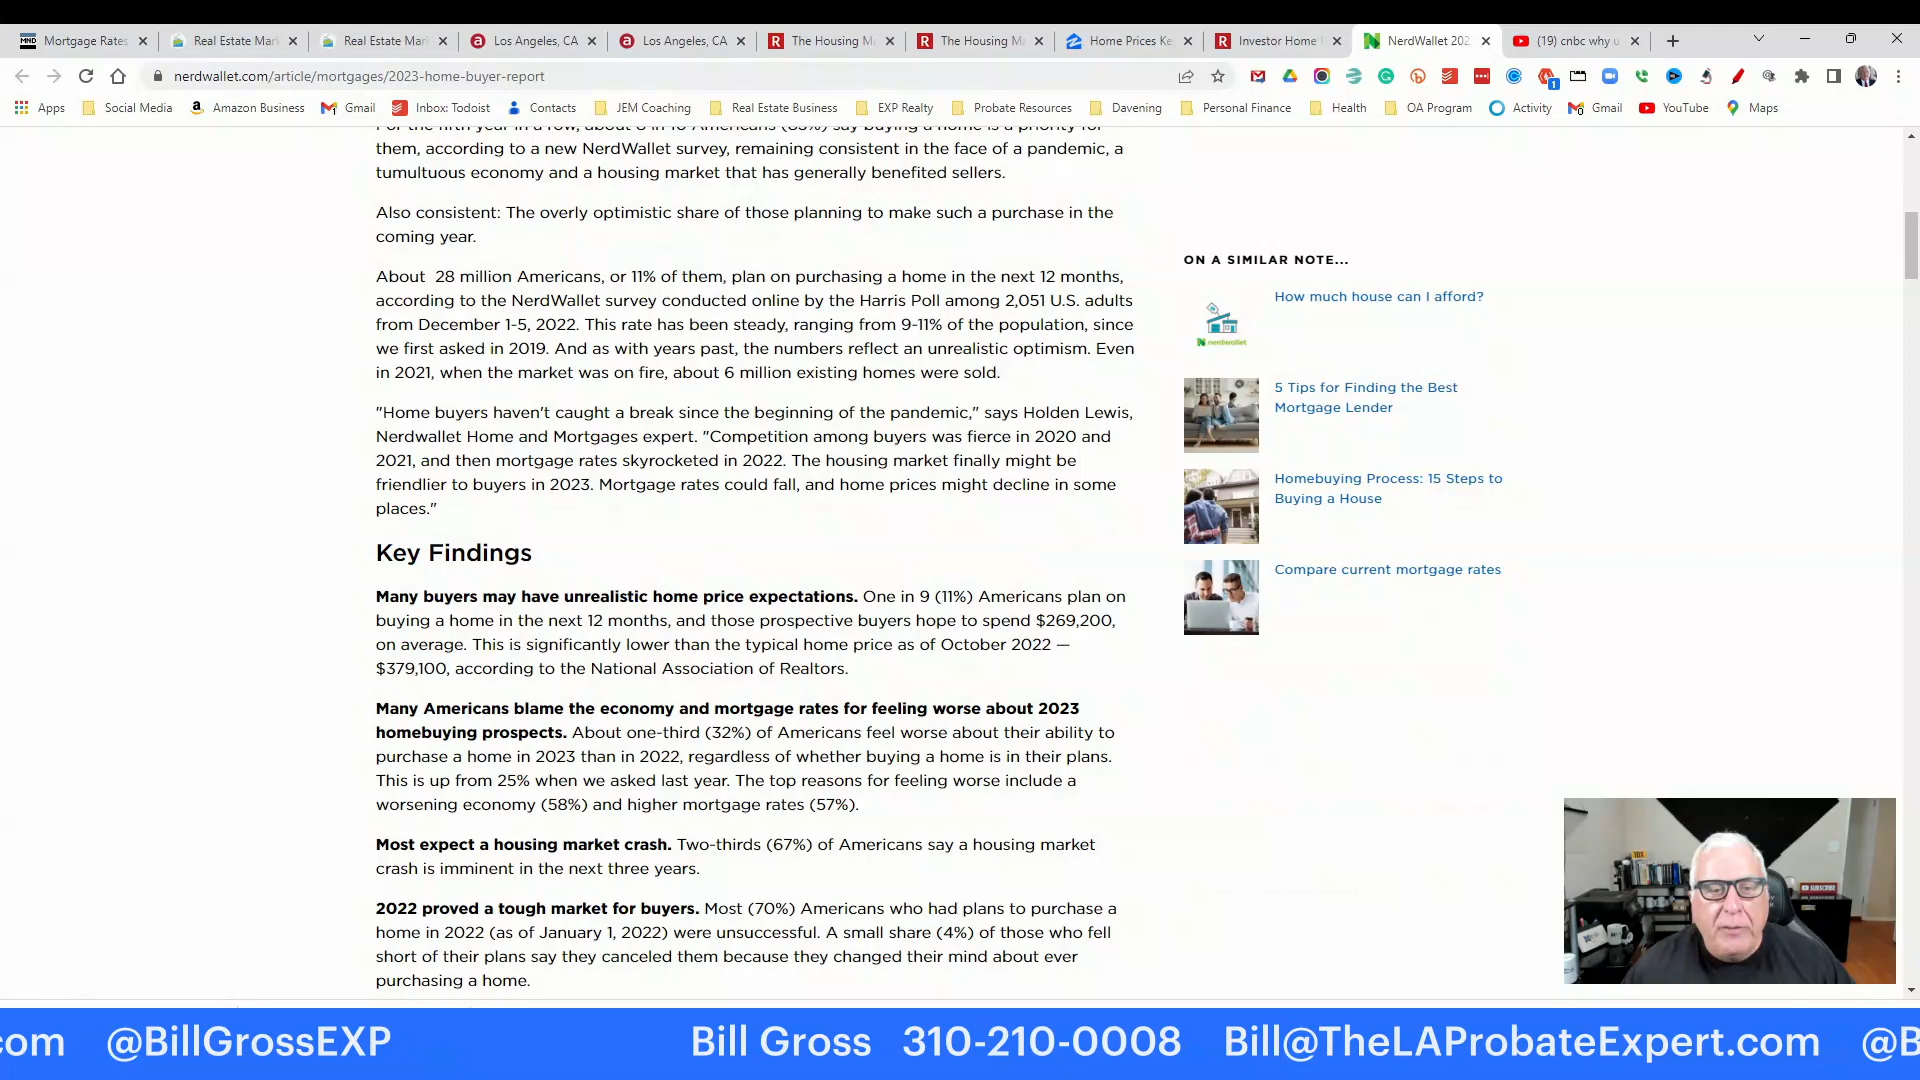 Mortgage Rates
Real Estate Mar
Real Estate Mar
Los Angeles, CA
Los Angeles, CA
The Housing Ma
The Housing Ma
Home Prices Ke
Investor Home
NerdWallet 202
(19) cnbc why u
nerdwallet.com/article/mortgages/2023-home-buyer-report
Apps
Social Media
Amazon Business
Gmail
Inbox: Todoist
Contacts
JEM Coaching
Real Estate Business
EXP Realty
Probate Resources
Davening
Personal Finance
Health
OA Program
Activity
Gmail
YouTube
Maps
For the fifth year in a row, about 8 in 10 Americans (83%) say buying a home is a priority for
them, according to a new NerdWallet survey, remaining consistent in the face of a pandemic, a
tumultuous economy and a housing market that has generally benefited sellers.
Also consistent: The overly optimistic share of those planning to make such a purchase in the
coming year.
About 28 million Americans, or 11% of them, plan on purchasing a home in the next 12 months,
according to the NerdWallet survey conducted online by the Harris Poll among 2,051 U.S. adults
from December 1-5, 2022. This rate has been steady, ranging from 9-11% of the population, since
we first asked in 2019. And as with years past, the numbers reflect an unrealistic optimism. Even
in 2021, when the market was on fire, about 6 million existing homes were sold.
"Home buyers haven't caught a break since the beginning of the pandemic," says Holden Lewis,
Nerdwallet Home and Mortgages expert. "Competition among buyers was fierce in 2020 and
2021, and then mortgage rates skyrocketed in 2022. The housing market finally might be
friendlier to buyers in 2023. Mortgage rates could fall, and home prices might decline in some
places."
Key Findings
Many buyers may have unrealistic home price expectations. One in 9 (11%) Americans plan on
buying a home in the next 12 months, and those prospective buyers hope to spend $269,200,
on average. This is significantly lower than the typical home price as of October 2022 —
$379,100, according to the National Association of Realtors.
Many Americans blame the economy and mortgage rates for feeling worse about 2023
homebuying prospects. About one-third (32%) of Americans feel worse about their ability to
purchase a home in 2023 than in 2022, regardless of whether buying a home is in their plans.
This is up from 25% when we asked last year. The top reasons for feeling worse include a
worsening economy (58%) and higher mortgage rates (57%).
Most expect a housing market crash. Two-thirds (67%) of Americans say a housing market
crash is imminent in the next three years.
2022 proved a tough market for buyers. Most (70%) Americans who had plans to purchase a
home in 2022 (as of January 1, 2022) were unsuccessful. A small share (4%) of those who fell
short of their plans say they canceled them because they changed their mind about ever
purchasing a home.
ON A SIMILAR NOTE...
How much house can I afford?
nerdwallet
5 Tips for Finding the Best
Mortgage Lender
Homebuying Process: 15 Steps to
Buying a House
Compare current mortgage rates
SUBSCRIBE
com @BillGrossEXP Bill Gross 310-210-0008 Bill@TheLAProbateExpert.com @B